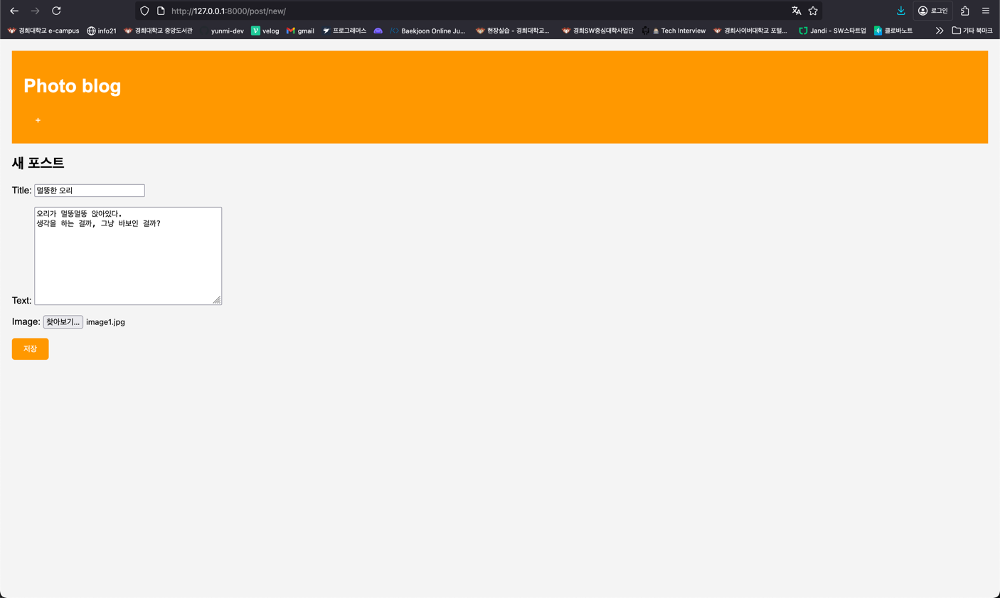 http://127.0.0.1:8000/post/new/
로그인
경희대학교 e-campus
info21
경희대학교 중앙도서관
yunmi-dev
velog
gmail
프로그래머스
Baekjoon Online Ju...
현장실습 - 경희대학교...
경희SW중심대학사업단
Tech Interview
경희사이버대학교 포털...
Jandi - SW스타트업
클로바노트
기타 북마크
Photo blog
+
새 포스트
Title: 멀뚱한 오리
오리가 멀뚱멀뚱 앉아있다.
생각을 하는 걸까, 그냥 바보인 걸까?
Text:
Image: 찾아보기... image1.jpg
저장